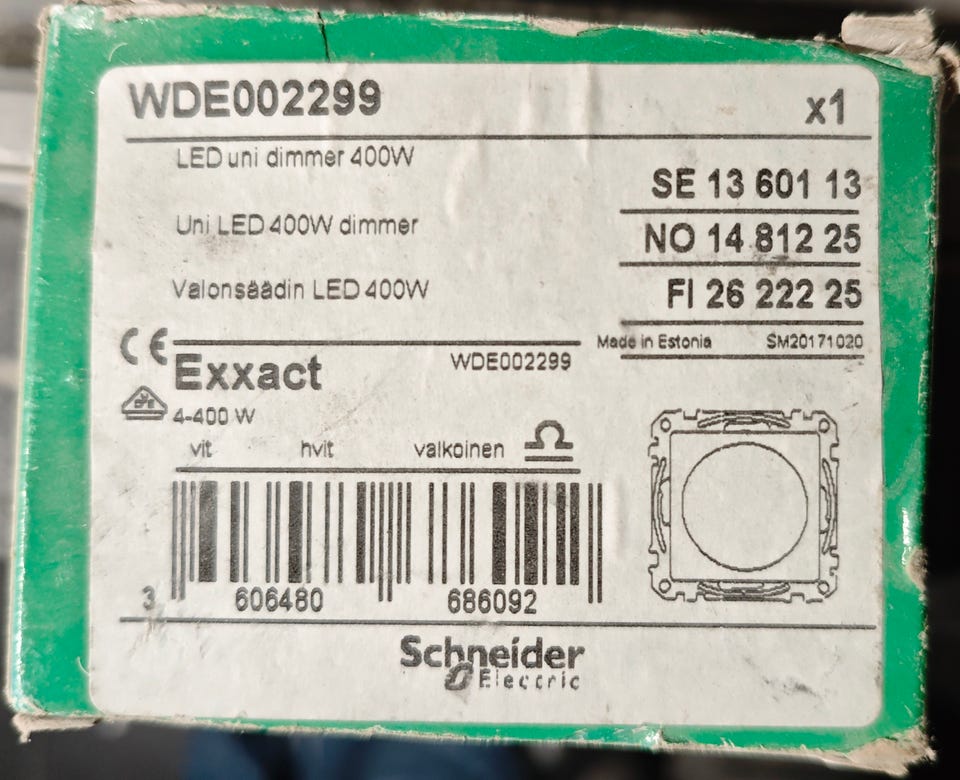 WDE002299
x1
LED uni dimmer 400W
SE 13 601 13
Uni LED 400W dimmer
NO 14 812 25
Valonsäädin LED 400W
FI 26 222 25
Made in Estonia SM20171020
CE
Exxact
WDE002299
4-400 W
vit hvit valkoinen
3 606480 686092
Schneider
Electric